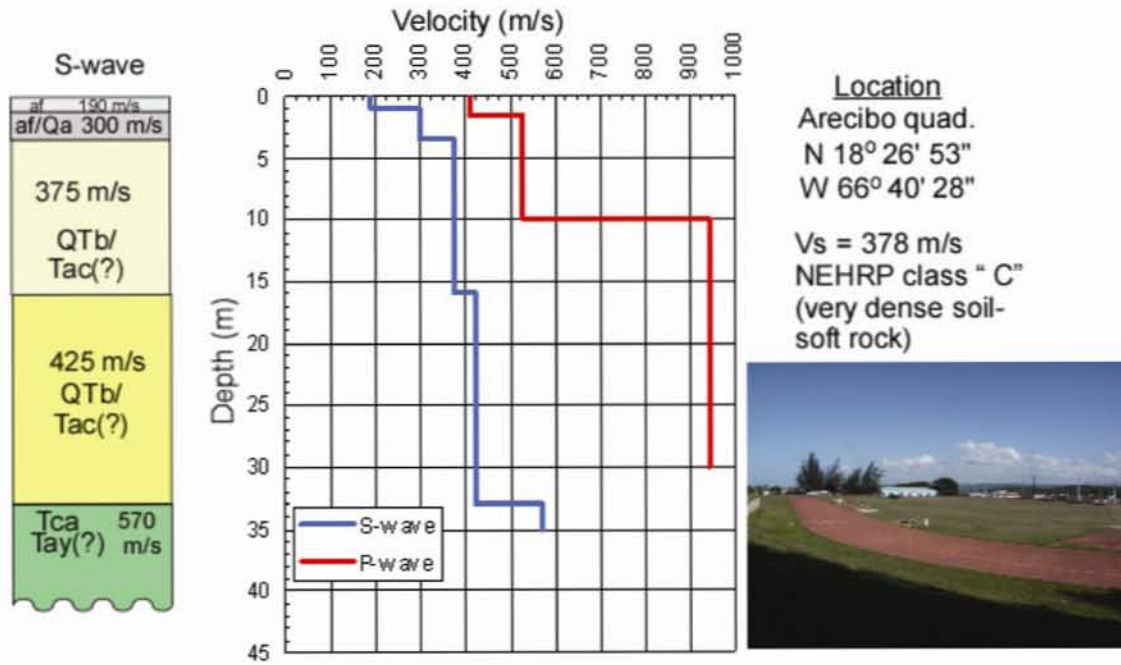 S-wave
af 190 m/s
af/Qa 300 m/s
375 m/s
QTb/
Tac(?)
425 m/s
QTb/
Tac(?)
Tca 570
Tay(?) m/s
Velocity (m/s)
0 100 200 300 400 500 600 700 800 900 1000
Depth (m)
0
5
10
15
20
25
30
35
40
45
S-wave
P-wave
Location
Arecibo quad.
N 18° 26' 53"
W 66° 40' 28"
Vs = 378 m/s
NEHRP class " C"
(very dense soil-
soft rock)